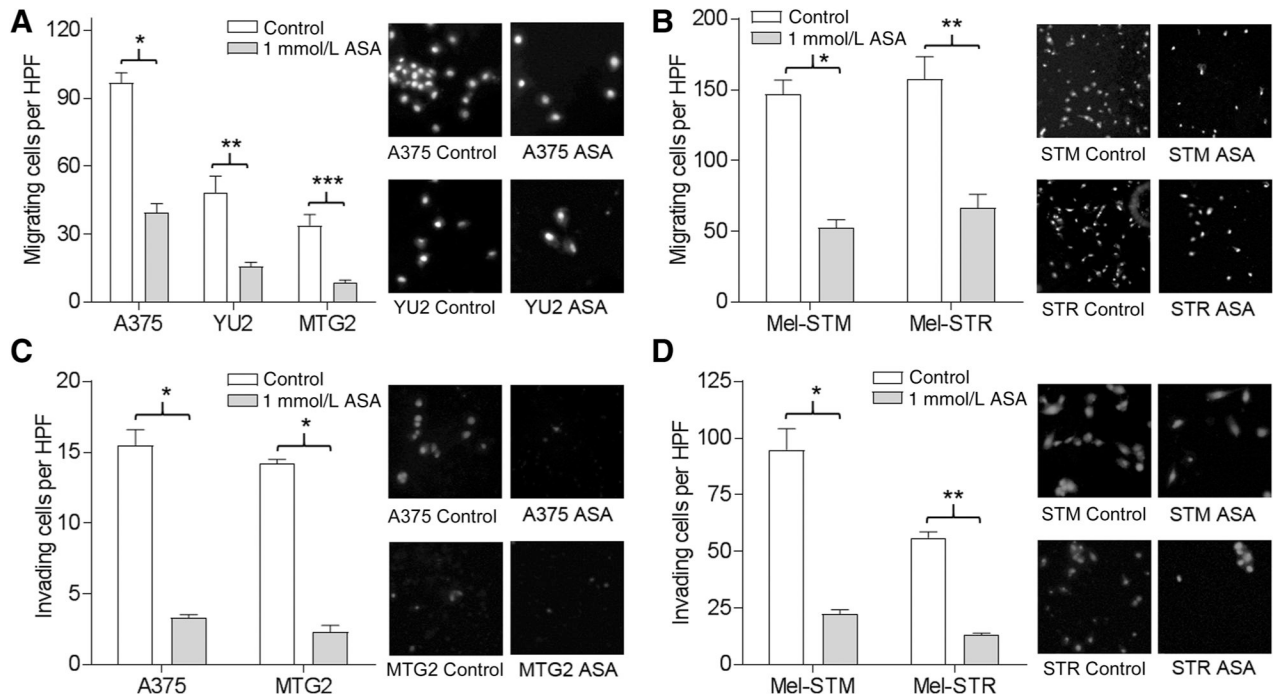 A
Migrating cells per HPF
120
90
60
30
0
Control
1 mmol/L ASA
*
**
***
A375
YU2
MTG2
A375 Control
A375 ASA
YU2 Control
YU2 ASA
B
Migrating cells per HPF
200
150
100
50
0
Control
1 mmol/L ASA
*
**
Mel-STM
Mel-STR
STM Control
STM ASA
STR Control
STR ASA
C
Invading cells per HPF
20
15
10
5
0
Control
1 mmol/L ASA
*
*
A375
MTG2
A375 Control
A375 ASA
MTG2 Control
MTG2 ASA
D
Invading cells per HPF
125
100
75
50
25
0
Control
1 mmol/L ASA
*
**
Mel-STM
Mel-STR
STM Control
STM ASA
STR Control
STR ASA